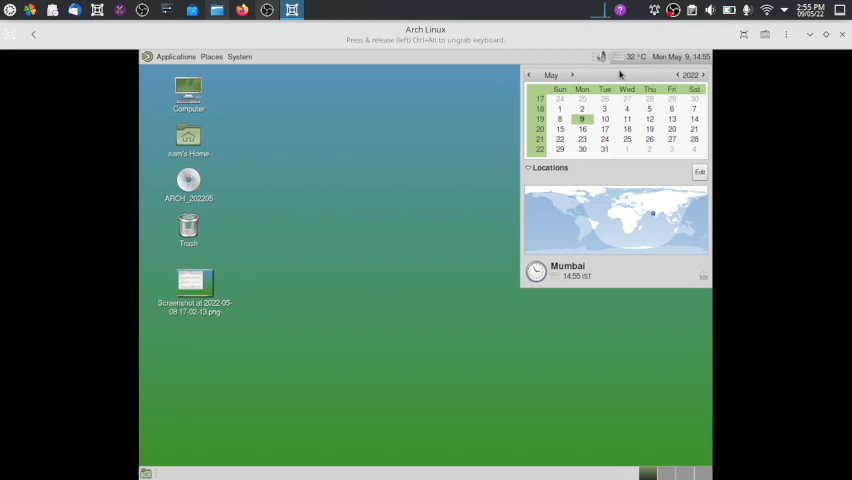 2:55 PM
09/05/22
Arch Linux
Press & release (left) Ctrl+Alt to ungrab keyboard.
Applications Places System
32 °C Mon May 9, 14:55
May 2022
Sun Mon Tue Wed Thu Fri Sat
17 24 25 26 27 28 29 30
18 1 2 3 4 5 6 7
19 8 9 10 11 12 13 14
20 15 16 17 18 19 20 21
21 22 23 24 25 26 27 28
22 29 30 31 1 2 3 4
Locations Edit
Mumbai
14:55 IST
Computer
sam's Home
ARCH_202205
Trash
Screenshot at 2022-05-
08 17-02-13.png